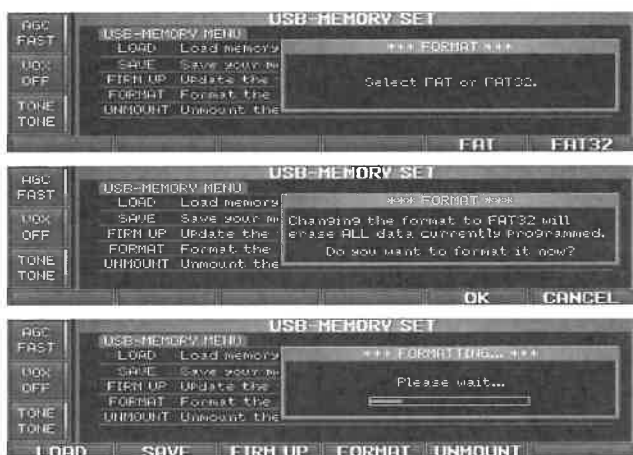 USB-MEMORY SET
AGC
FAST
VOX
OFF
TONE
TONE
USB-MEMORY MENU
LOAD Load memory
SAVE Save your m
FIRM UP Update the
FORMAT Format the
UNMOUNT Unmount the
*** FORMAT ***
Select FAT or FAT32.
FAT FAT32
USB-MEMORY SET
AGC
FAST
VOX
OFF
TONE
TONE
USB-MEMORY MENU
LOAD Load memory
SAVE Save your m
FIRM UP Update the
FORMAT Format the
UNMOUNT Unmount the
*** FORMAT ***
Changing the format to FAT32 will
erase ALL data currently programmed.
Do you want to format it now?
OK CANCEL
USB-MEMORY SET
AGC
FAST
VOX
OFF
TONE
TONE
USB-MEMORY MENU
LOAD Load memory
SAVE Save your m
FIRM UP Update the
FORMAT Format the
UNMOUNT Unmount the
*** FORMATTING... ***
Please wait...
LOAD SAVE FIRM UP FORMAT UNMOUNT